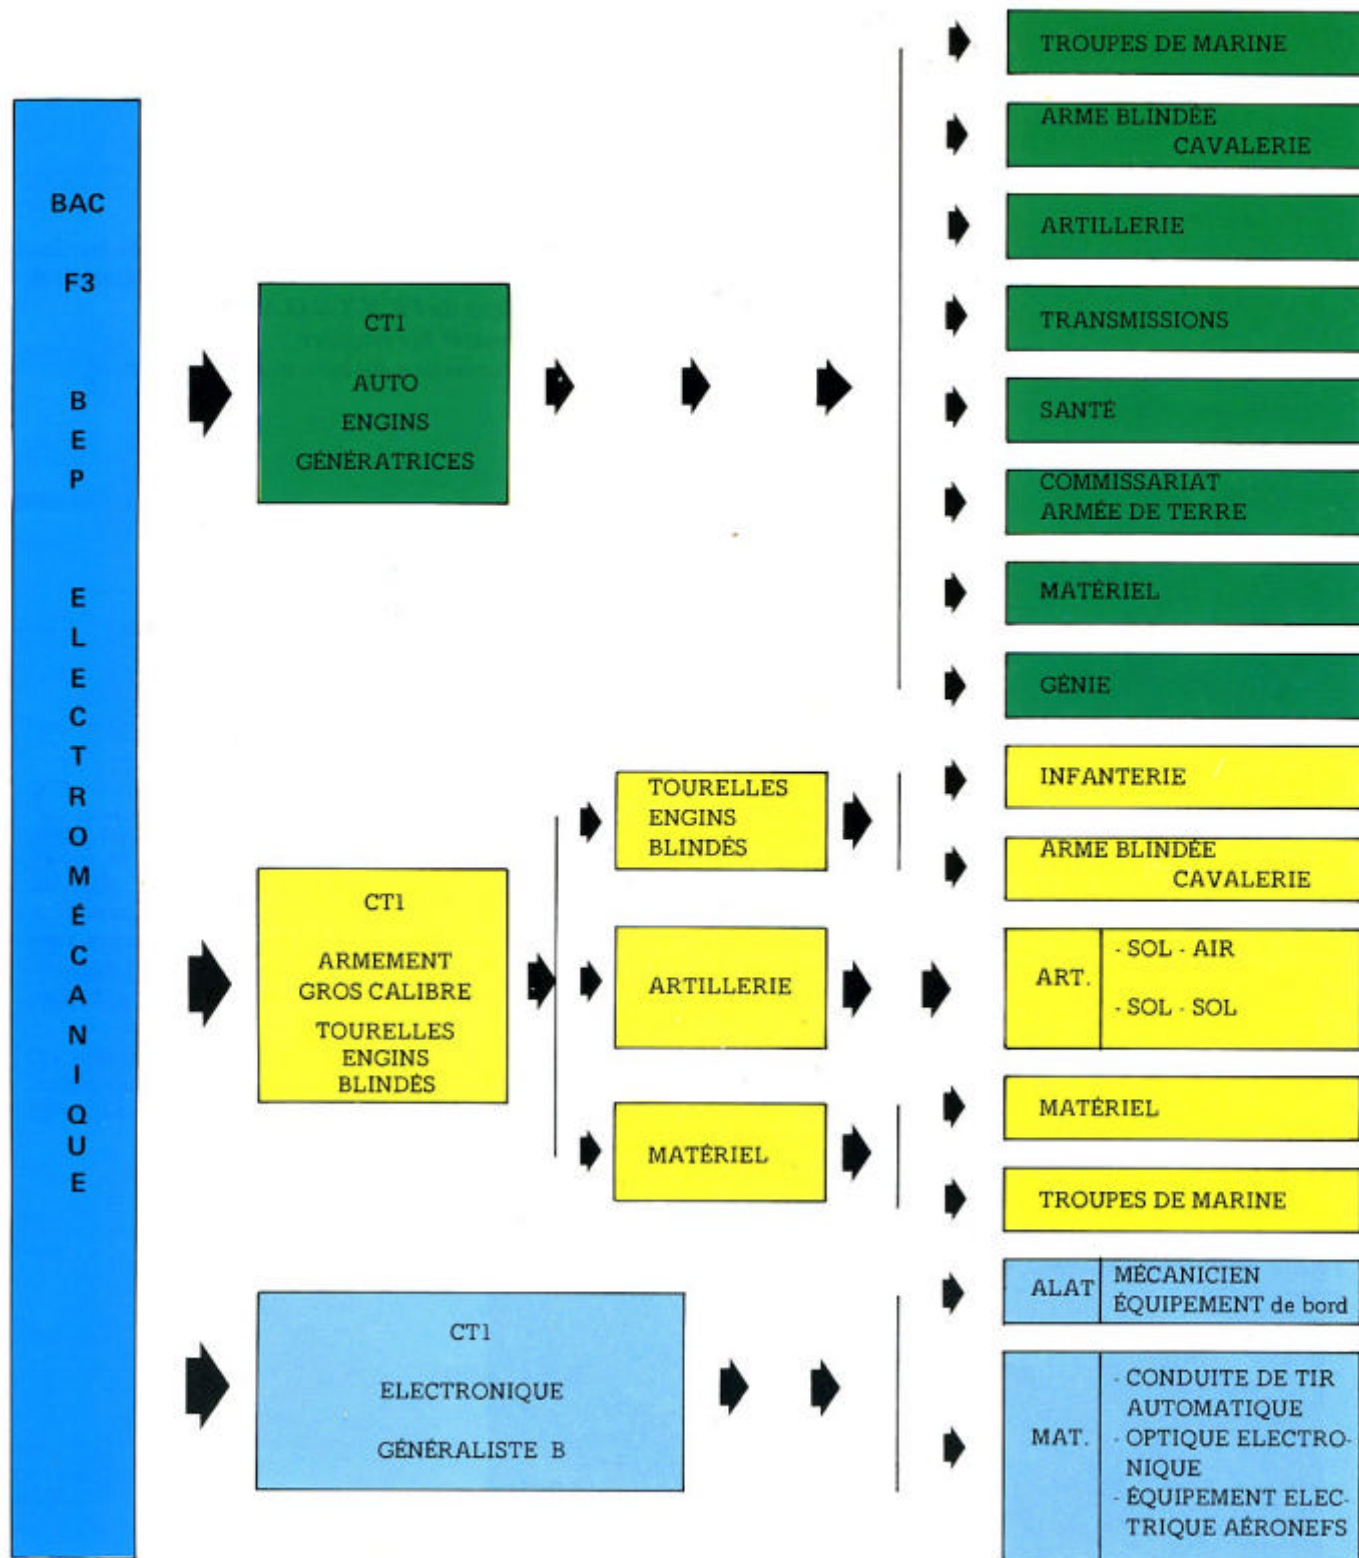 BAC
F3
BEP
ELECTROMÉCANIQUE
CT1
AUTO
ENGINS
GÉNÉRATRICES
TROUPES DE MARINE
ARME BLINDÉE
CAVALERIE
ARTILLERIE
TRANSMISSIONS
SANTÉ
COMMISSARIAT
ARMÉE DE TERRE
MATÉRIEL
GÉNIE
CT1
ARMEMENT
GROS CALIBRE
TOURELLES
ENGINS
BLINDÉS
TOURELLES
ENGINS
BLINDÉS
INFANTERIE
ARME BLINDÉE
CAVALERIE
ARTILLERIE
ART.
- SOL - AIR
- SOL - SOL
MATÉRIEL
MATÉRIEL
TROUPES DE MARINE
CT1
ELECTRONIQUE
GÉNÉRALISTE B
ALAT
MÉCANICIEN
ÉQUIPEMENT de bord
MAT.
- CONDUITE DE TIR
AUTOMATIQUE
- OPTIQUE ELECTRO-
NIQUE
- ÉQUIPEMENT ELEC-
TRIQUE AÉRONEFS